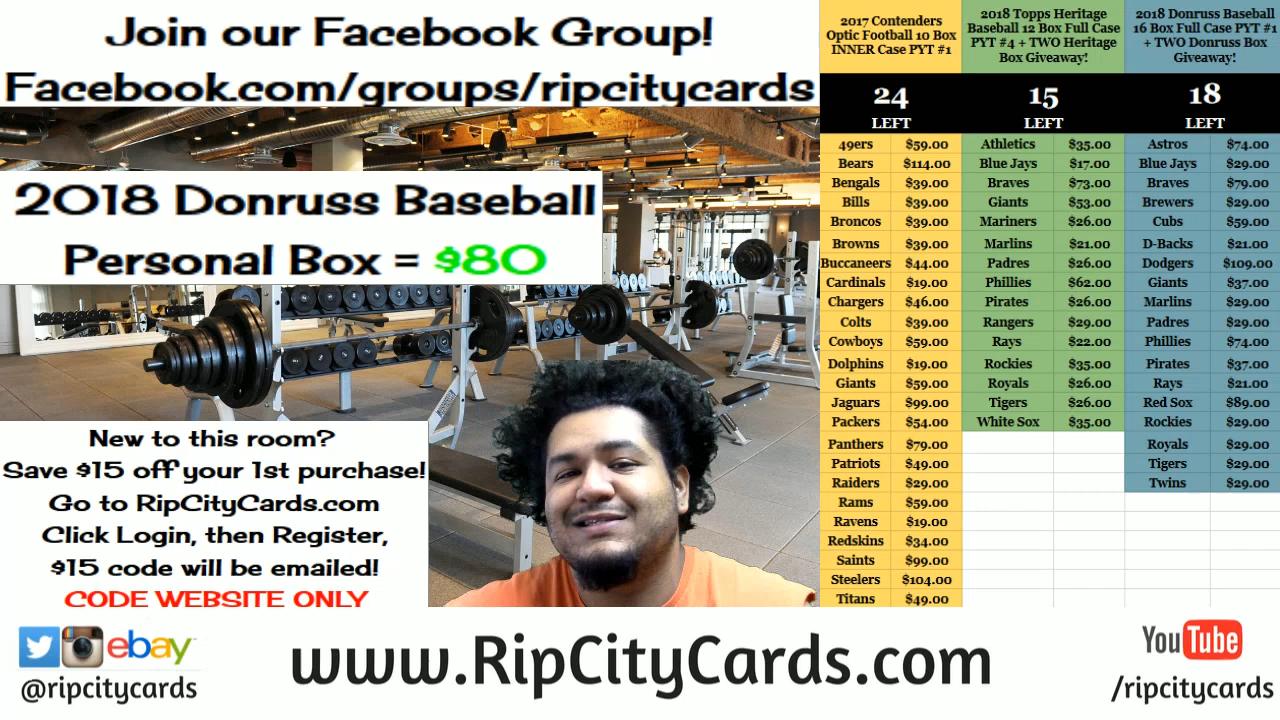 Join our Facebook Group!
Facebook.com/groups/ripcitycards
2018 Donruss Baseball
Personal Box = $80
New to this room?
Save $15 off your 1st purchase!
Go to RipCityCards.com
Click Login, then Register,
$15 code will be emailed!
CODE WEBSITE ONLY
2017 Contenders
Optic Football 10 Box
INNER Case PYT #1
24
LEFT
49ers $59.00
Bears $114.00
Bengals $39.00
Bills $39.00
Broncos $39.00
Browns $39.00
Buccaneers $44.00
Cardinals $19.00
Chargers $46.00
Colts $39.00
Cowboys $59.00
Dolphins $19.00
Giants $59.00
Jaguars $99.00
Packers $54.00
Panthers $79.00
Patriots $49.00
Raiders $29.00
Rams $59.00
Ravens $19.00
Redskins $34.00
Saints $99.00
Steelers $104.00
Titans $49.00
2018 Topps Heritage
Baseball 12 Box Full Case
PYT #4 + TWO Heritage
Box Giveaway!
15
LEFT
Athletics $35.00
Blue Jays $17.00
Braves $73.00
Giants $53.00
Mariners $26.00
Marlins $21.00
Padres $26.00
Phillies $62.00
Pirates $26.00
Rangers $29.00
Rays $22.00
Rockies $35.00
Royals $26.00
Tigers $26.00
White Sox $35.00
2018 Donruss Baseball
16 Box Full Case PYT #1
+ TWO Donruss Box
Giveaway!
18
LEFT
Astros $74.00
Blue Jays $29.00
Braves $79.00
Brewers $29.00
Cubs $59.00
D-Backs $21.00
Dodgers $109.00
Giants $37.00
Marlins $29.00
Padres $29.00
Phillies $74.00
Pirates $37.00
Rays $21.00
Red Sox $89.00
Rockies $29.00
Royals $29.00
Tigers $29.00
Twins $29.00
ebay
@ripcitycards
www.RipCityCards.com
YouTube
/ripcitycards